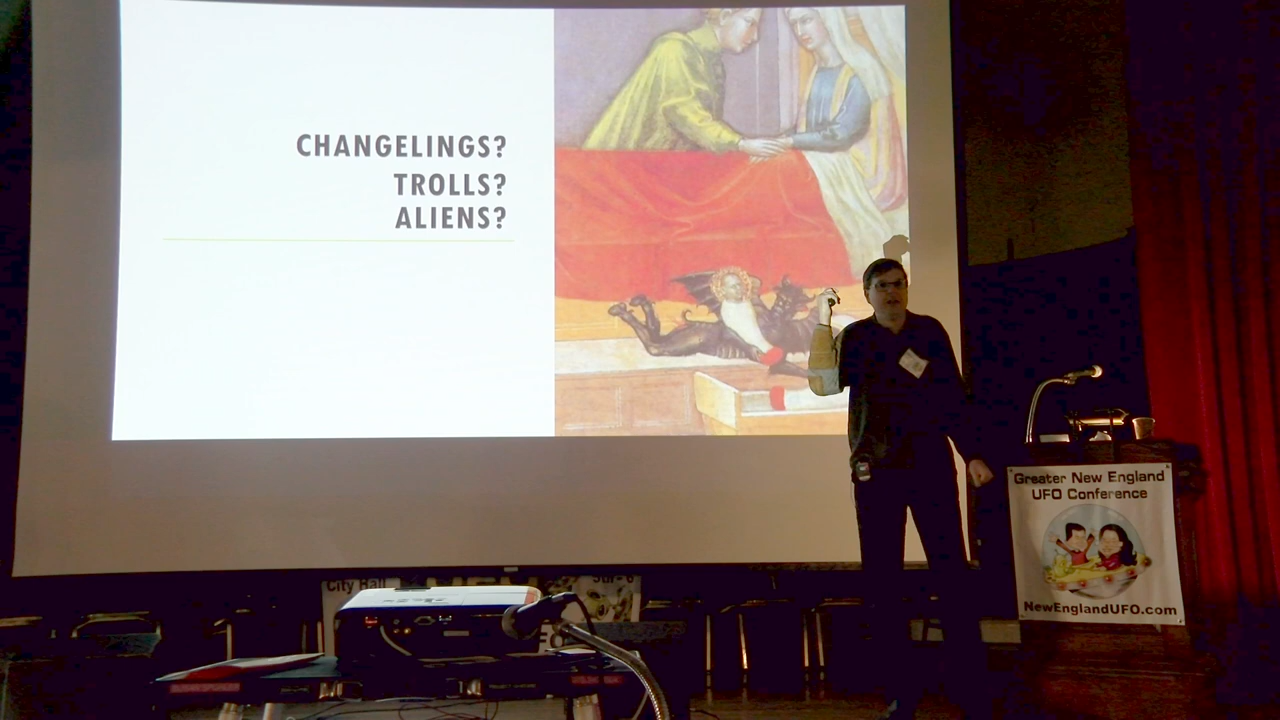 CHANGELINGS?
TROLLS?
ALIENS?
Greater New England
UFO Conference
NewEnglandUFO.com
City Hall